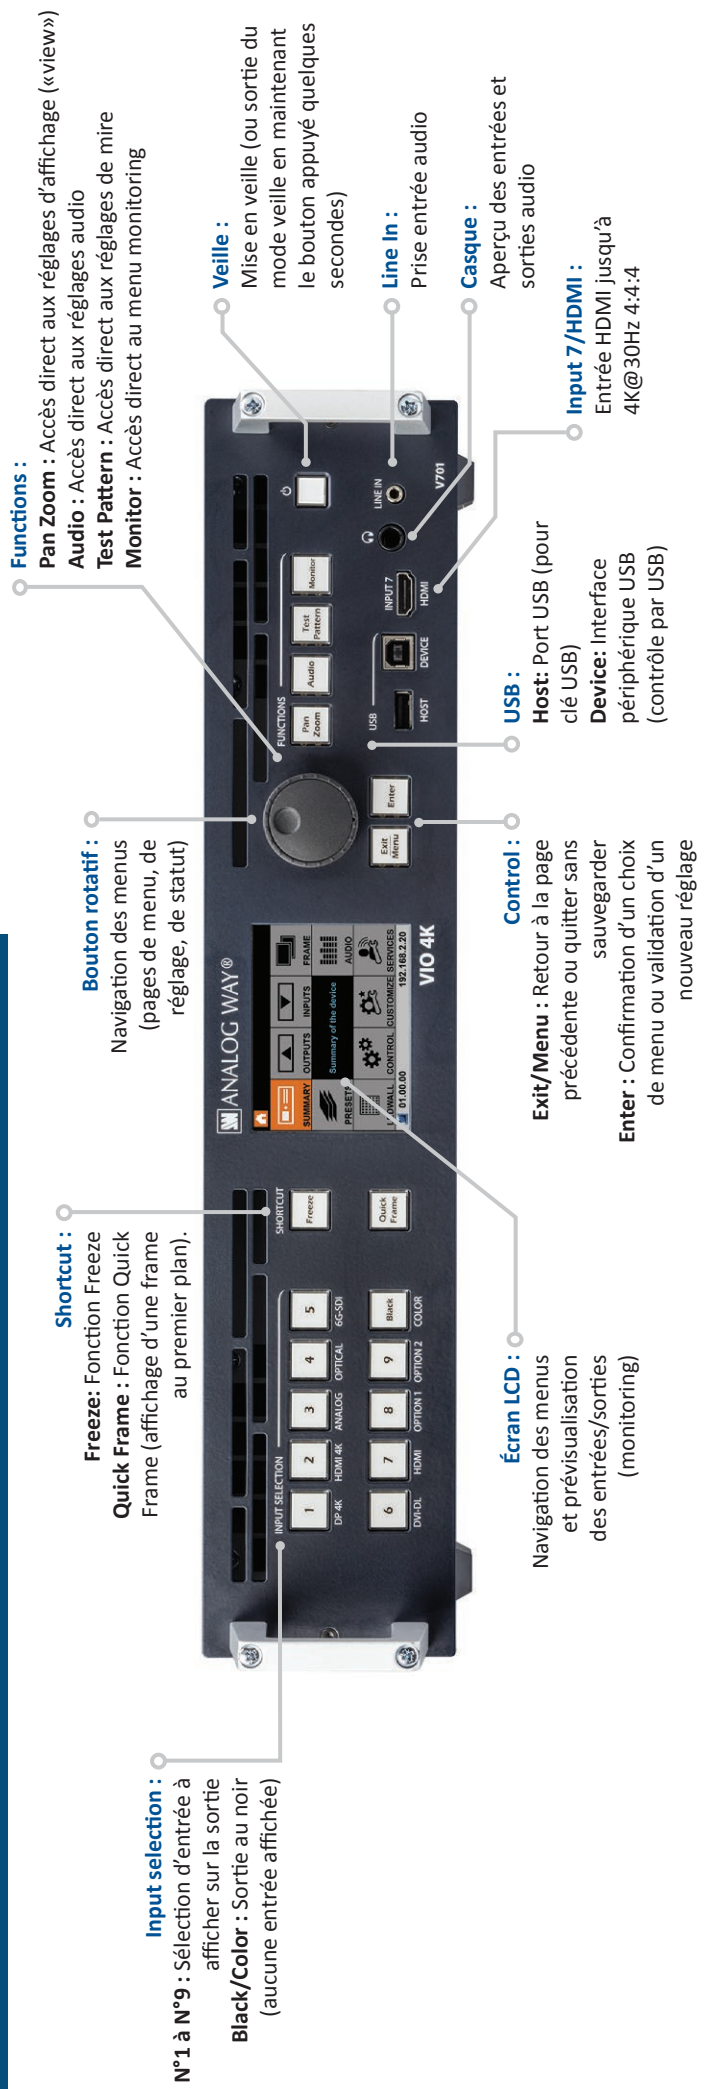 Functions :
Pan Zoom : Accès direct aux réglages d'affichage («view»)
Audio : Accès direct aux réglages audio
Test Pattern : Accès direct aux réglages de mire
Monitor : Accès direct au menu monitoring
Bouton rotatif :
Navigation des menus
(pages de menu, de
réglage, de statut)
Shortcut :
Freeze: Fonction Freeze
Quick Frame : Fonction Quick
Frame (affichage d'une frame
au premier plan).
Input selection :
N°1 à N°9 : Sélection d'entrée à
afficher sur la sortie
Black/Color : Sortie au noir
(aucune entrée affichée)
Veille :
Mise en veille (ou sortie du
mode veille en maintenant
le bouton appuyé quelques
secondes)
Line In :
Prise entrée audio
Casque :
Aperçu des entrées et
sorties audio
Input 7/HDMI :
Entrée HDMI jusqu'à
4K@30Hz 4:4:4
INPUT SELECTION
1 2 3 4 5
DP 4K HDMI 4K ANALOG OPTICAL 6G-SDI
6 7 8 9 Black
DVI-DL HDMI OPTION 1 OPTION 2 COLOR
SHORTCUT
Freeze
Quick
Frame
ANALOG WAY®
SUMMARY OUTPUTS INPUTS FRAME
PRESETS Summary of the device AUDIO
LEDWALL CONTROL CUSTOMIZE SERVICES
01.00.00 192.168.2.20
VIO 4K
Exit
Menu
Enter
FUNCTIONS
Pan
Zoom
Audio
Test
Pattern
Monitor
USB
HOST DEVICE
INPUT 7
HDMI
LINE IN
V701
Écran LCD :
Navigation des menus
et prévisualisation
des entrées/sorties
(monitoring)
Control :
Exit/Menu : Retour à la page
précédente ou quitter sans
sauvegarder
Enter : Confirmation d'un choix
de menu ou validation d'un
nouveau réglage
USB :
Host: Port USB (pour
clé USB)
Device: Interface
périphérique USB
(contrôle par USB)